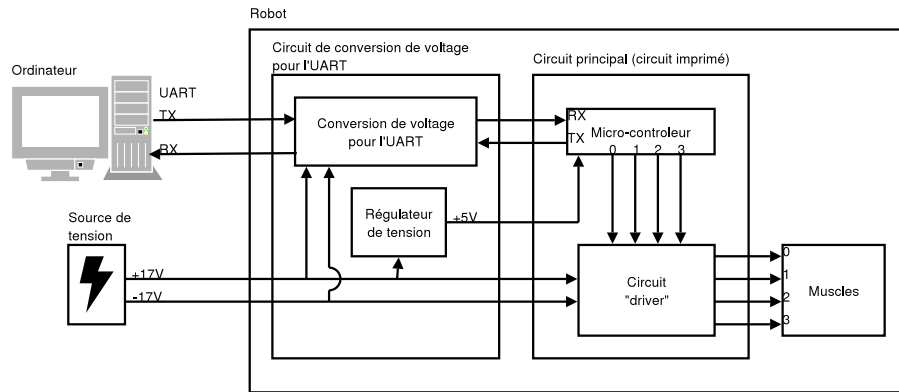 Robot
Circuit de conversion de voltage
pour l'UART
Circuit principal (circuit imprimé)
Ordinateur
UART
TX
RX
Conversion de voltage
pour l'UART
RX
TX
Micro-controleur
0 1 2 3
Source de
tension
Régulateur
de tension
+5V
+17V
-17V
Circuit
"driver"
0
1
2
3
Muscles